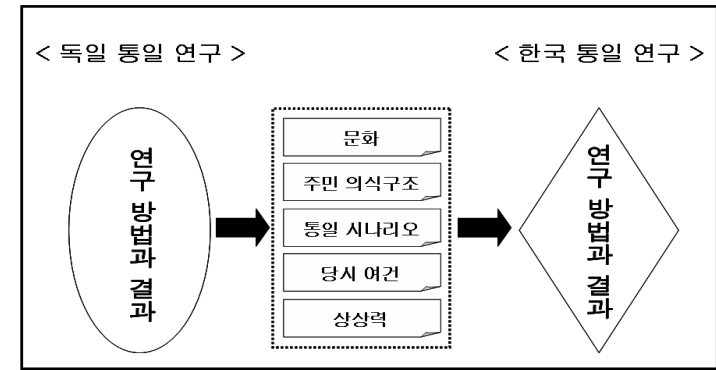 < 독일 통일 연구 >
< 한국 통일 연구 >
연구 방법과 결과
문화
주민 의식구조
통일 시나리오
당시 여건
상상력
연구 방법과 결과